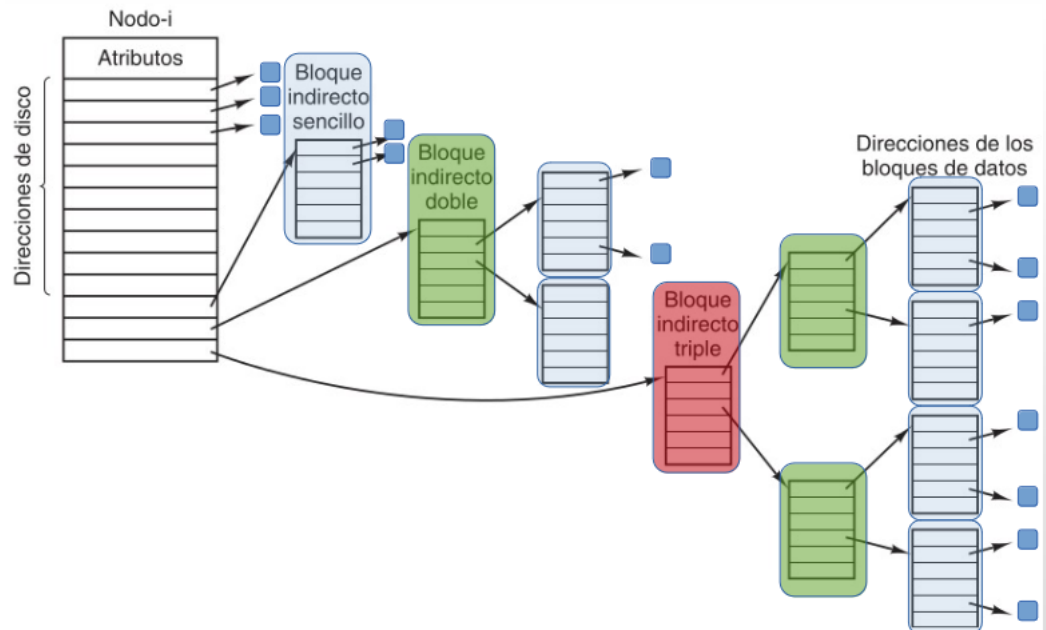 Nodo-i
Atributos
Direcciones de disco
Bloque
indirecto
sencillo
Bloque
indirecto
doble
Bloque
indirecto
triple
Direcciones de los
bloques de datos